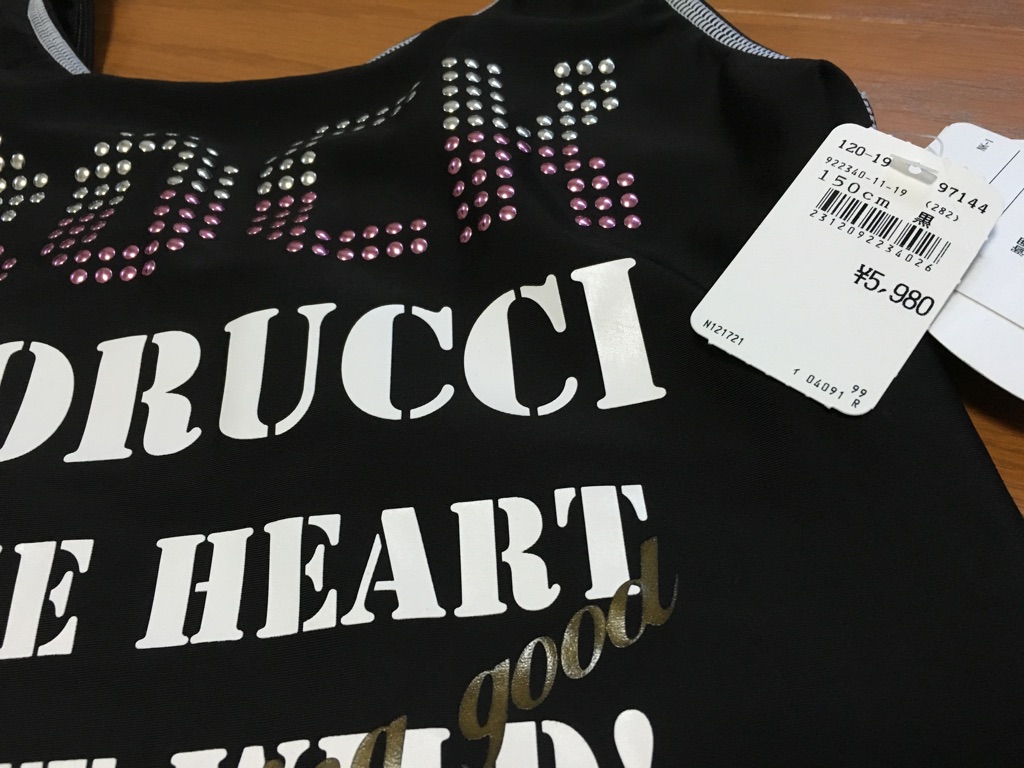 OCK
ORUCCI
E HEART
good
WILD!
120-19 97144
922340-11-19 (282)
150cm 黒
2312092234026
¥5,980
N121721
99
04091 R